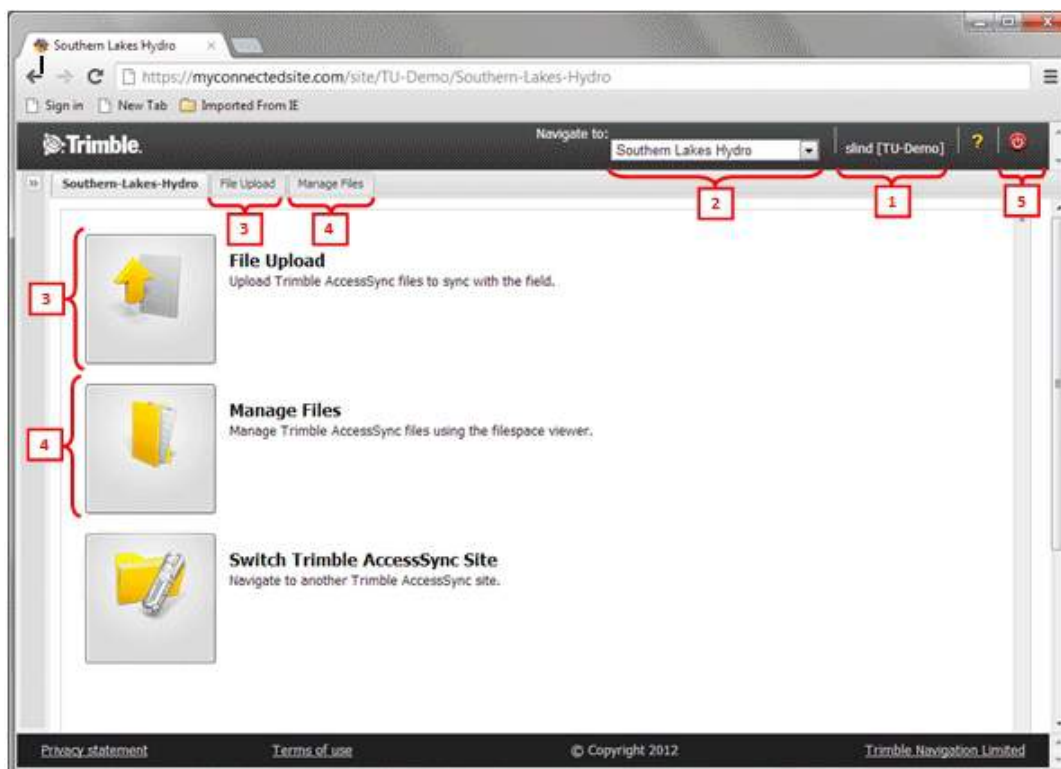 Southern Lakes Hydro
https://myconnectedsite.com/site/TU-Demo/Southern-Lakes-Hydro
Sign in New Tab Imported From IE
Trimble. Navigate to: Southern Lakes Hydro slind [TU-Demo] ?
Southern-Lakes-Hydro File Upload Manage Files
2 1 5
3 4
File Upload
Upload Trimble AccessSync files to sync with the field.
3
Manage Files
Manage Trimble AccessSync files using the filespace viewer.
4
Switch Trimble AccessSync Site
Navigate to another Trimble AccessSync site.
Privacy statement Terms of use © Copyright 2012 Trimble Navigation Limited